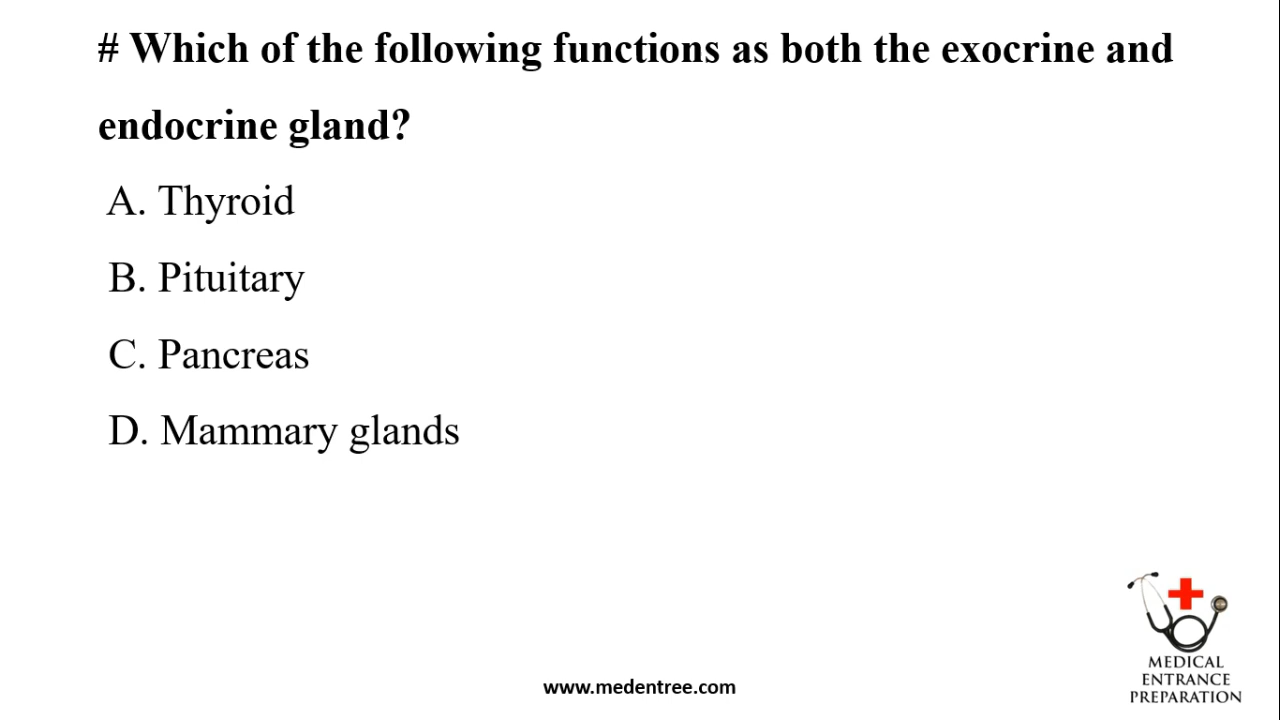 # Which of the following functions as both the exocrine and
endocrine gland?
A. Thyroid
B. Pituitary
C. Pancreas
D. Mammary glands
MEDICAL
ENTRANCE
PREPARATION
www.medentree.com